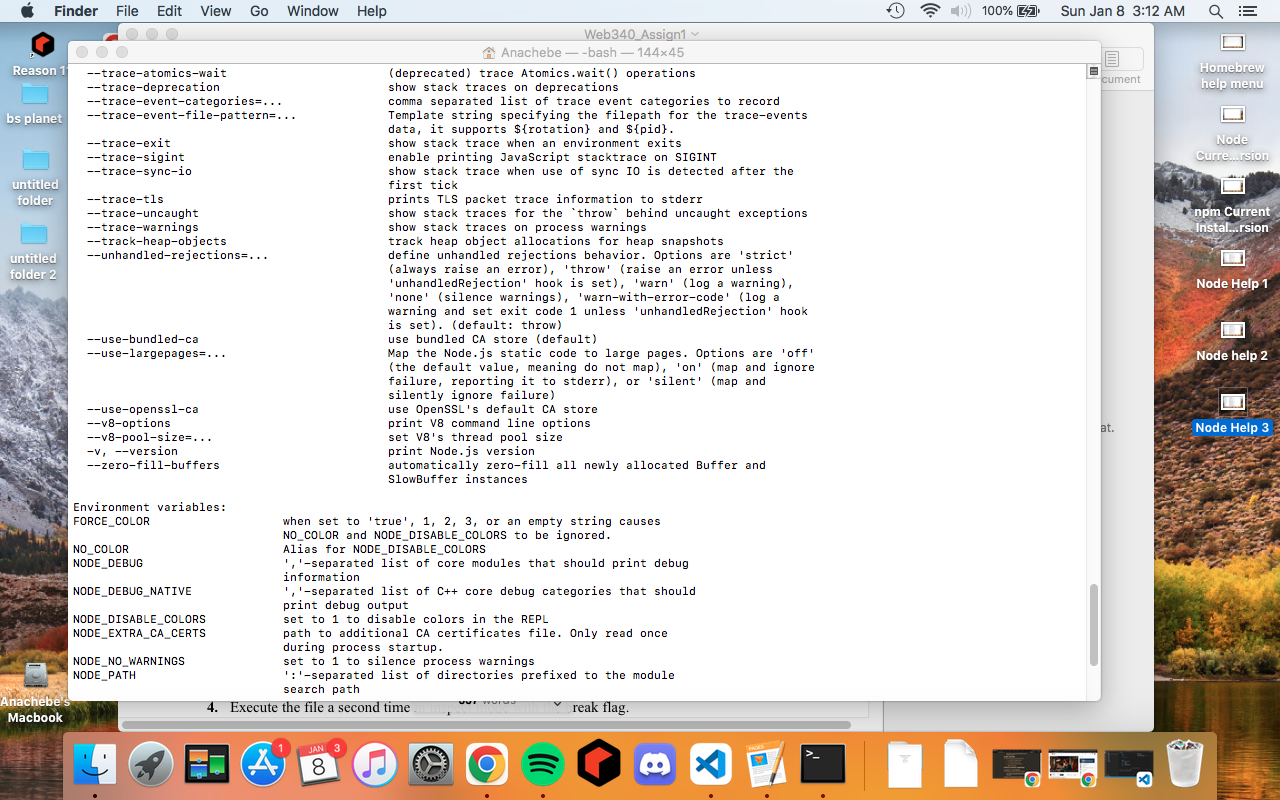 Finder File Edit View Go Window Help 100% Sun Jan 8 3:12 AM
Web340_Assign1
Anachebe — -bash — 144×45
--trace-atomics-wait (deprecated) trace Atomics.wait() operations
--trace-deprecation show stack traces on deprecations
--trace-event-categories=... comma separated list of trace event categories to record
--trace-event-file-pattern=... Template string specifying the filepath for the trace-events
data, it supports ${rotation} and ${pid}.
--trace-exit show stack trace when an environment exits
--trace-sigint enable printing JavaScript stacktrace on SIGINT
--trace-sync-io show stack trace when use of sync IO is detected after the
first tick
--trace-tls prints TLS packet trace information to stderr
--trace-uncaught show stack traces for the `throw` behind uncaught exceptions
--trace-warnings show stack traces on process warnings
--track-heap-objects track heap object allocations for heap snapshots
--unhandled-rejections=... define unhandled rejections behavior. Options are 'strict'
(always raise an error), 'throw' (raise an error unless
'unhandledRejection' hook is set), 'warn' (log a warning),
'none' (silence warnings), 'warn-with-error-code' (log a
warning and set exit code 1 unless 'unhandledRejection' hook
is set). (default: throw)
--use-bundled-ca use bundled CA store (default)
--use-largepages=... Map the Node.js static code to large pages. Options are 'off'
(the default value, meaning do not map), 'on' (map and ignore
failure, reporting it to stderr), or 'silent' (map and
silently ignore failure)
--use-openssl-ca use OpenSSL's default CA store
--v8-options print V8 command line options
--v8-pool-size=... set V8's thread pool size
-v, --version print Node.js version
--zero-fill-buffers automatically zero-fill all newly allocated Buffer and
SlowBuffer instances
Environment variables:
FORCE_COLOR when set to 'true', 1, 2, 3, or an empty string causes
NO_COLOR and NODE_DISABLE_COLORS to be ignored.
NO_COLOR Alias for NODE_DISABLE_COLORS
NODE_DEBUG ','-separated list of core modules that should print debug
information
NODE_DEBUG_NATIVE ','-separated list of C++ core debug categories that should
print debug output
NODE_DISABLE_COLORS set to 1 to disable colors in the REPL
NODE_EXTRA_CA_CERTS path to additional CA certificates file. Only read once
during process startup.
NODE_NO_WARNINGS set to 1 to silence process warnings
NODE_PATH ':'-separated list of directories prefixed to the module
search path
4. Execute the file a second time reak flag.
words
cument
at.
Reason 1
bs planet
untitled
folder
untitled
folder 2
Anachebe's
Macbook
Homebrew
help menu
Node
Curre...rsion
npm Current
Instal...rsion
Node Help 1
Node help 2
Node Help 3
1
JAN
8
3
PAGES
>_